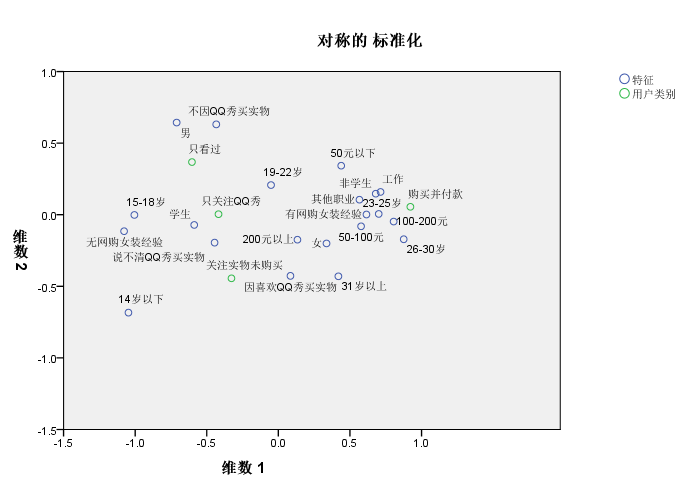 对称的 标准化
特征
用户类别
1.0
0.5
0.0
-0.5
-1.0
-1.5
-1.5
-1.0
-0.5
0.0
0.5
1.0
维数 1
维数 2
不因QQ秀买实物
男
只看过
50元以下
19-22岁
非学生
工作
15-18岁
只关注QQ秀
其他职业
23-25岁
购买并付款
学生
有网购女装经验
100-200元
无网购女装经验
200元以上
女
50-100元
26-30岁
说不清QQ秀买实物
关注实物未购买
因喜欢QQ秀买实物
31岁以上
14岁以下